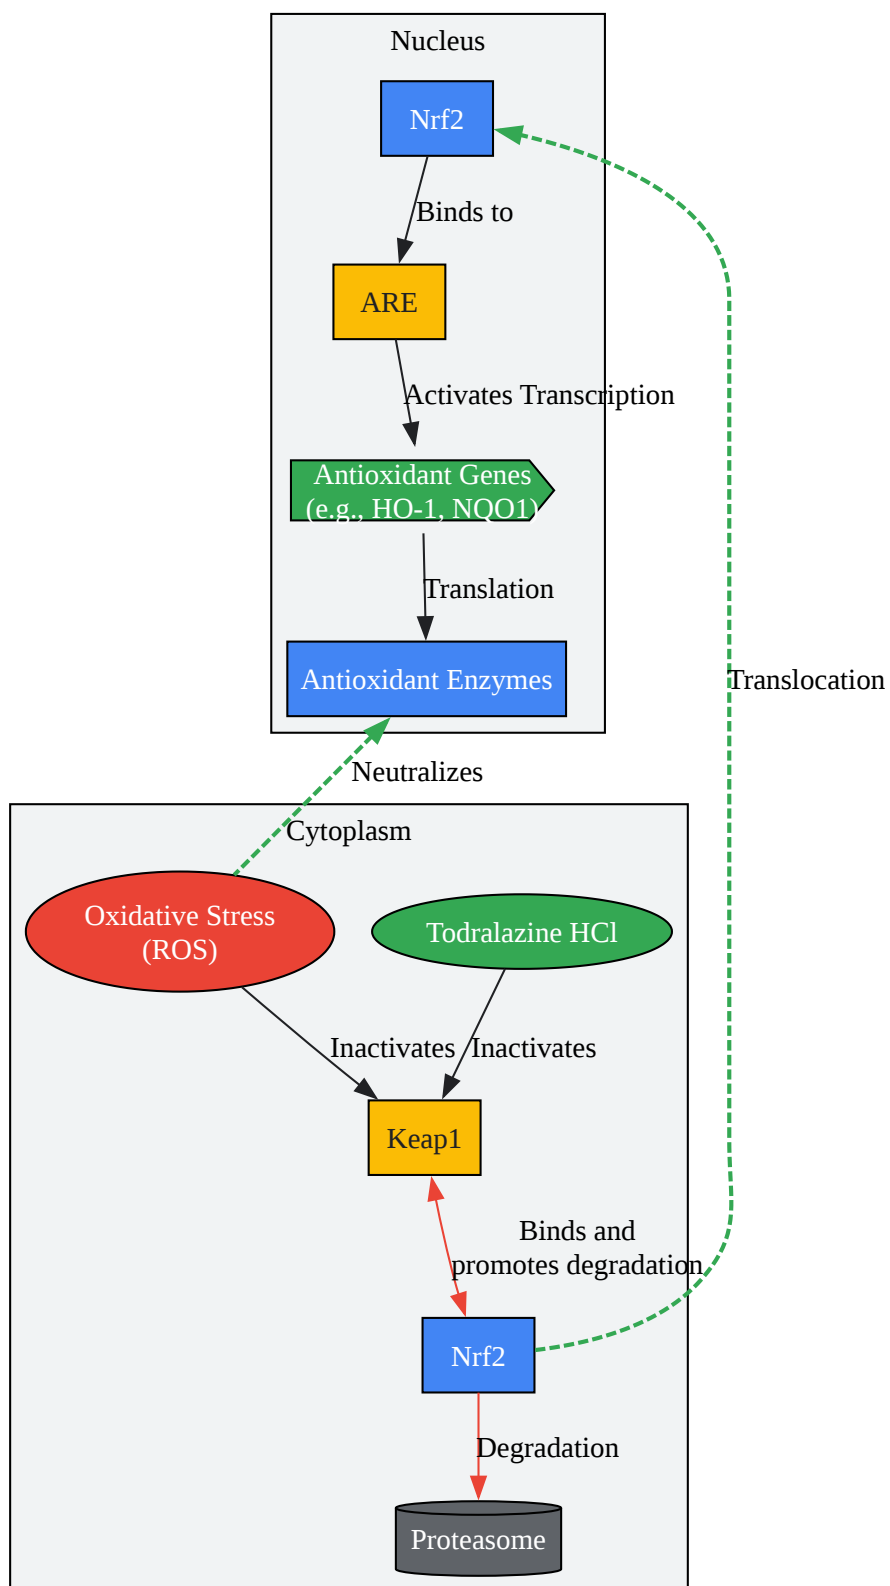 Nucleus
Nrf2
Binds to
ARE
Activates Transcription
Antioxidant Genes
(e.g., HO-1, NQO1)
Translation
Antioxidant Enzymes
Translocation
Neutralizes
Cytoplasm
Oxidative Stress
(ROS)
Todralazine HCl
Inactivates
Inactivates
Keap1
Binds and
promotes degradation
Nrf2
Degradation
Proteasome